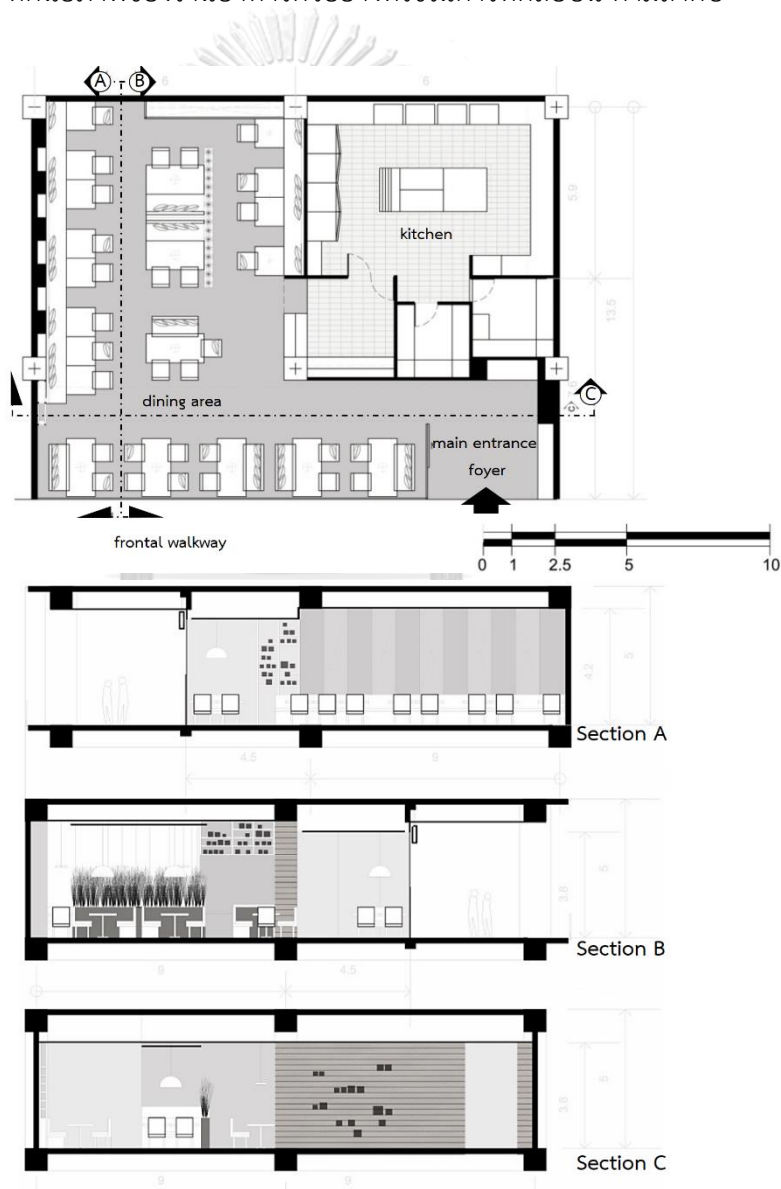 A B
6 6
5.9
kitchen
13.5
dining area
C
main entrance
foyer
frontal walkway
0 1 2.5 5 10
4.2 5
Section A
4.5 9
3.8 5
Section B
9 4.5
3.8 5
Section C
9 9